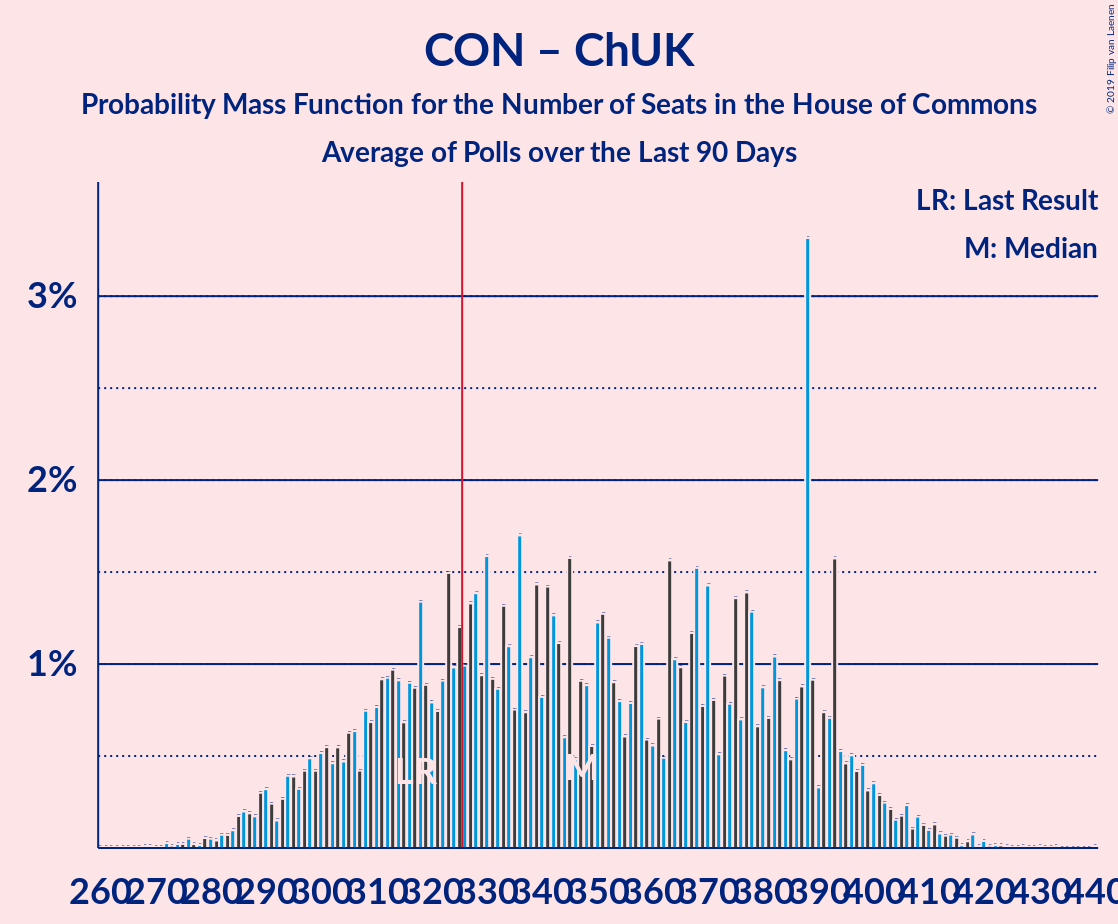 CON – ChUK
Probability Mass Function for the Number of Seats in the House of Commons
Average of Polls over the Last 90 Days
© 2019 Filip van Laenen
LR: Last Result
M: Median
3%
2%
1%
LR
M
260 270 280 290 300 310 320 330 340 350 360 370 380 390 400 410 420 430 440